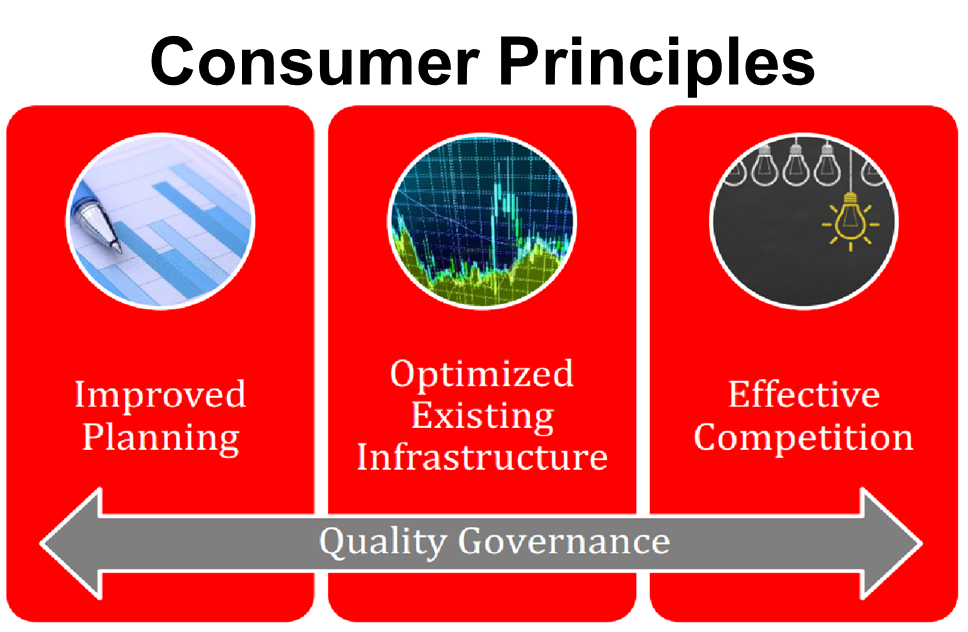 Consumer Principles
Improved
Planning
Optimized
Existing
Infrastructure
Effective
Competition
Quality Governance